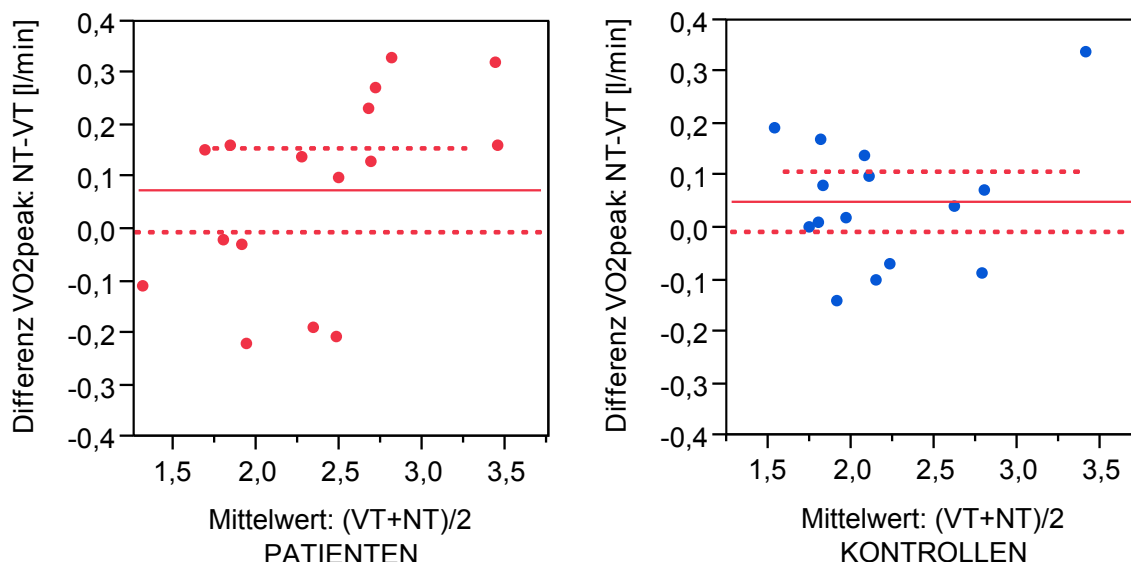 Differenz VO2peak: NT-VT [l/min]
0,4
0,3
0,2
0,1
0,0
-0,1
-0,2
-0,3
-0,4
1,5 2,0 2,5 3,0 3,5
Mittelwert: (VT+NT)/2
PATIENTEN
Differenz VO2peak: NT-VT [l/min]
0,4
0,3
0,2
0,1
0,0
-0,1
-0,2
-0,3
-0,4
1,5 2,0 2,5 3,0 3,5
Mittelwert: (VT+NT)/2
KONTROLLEN